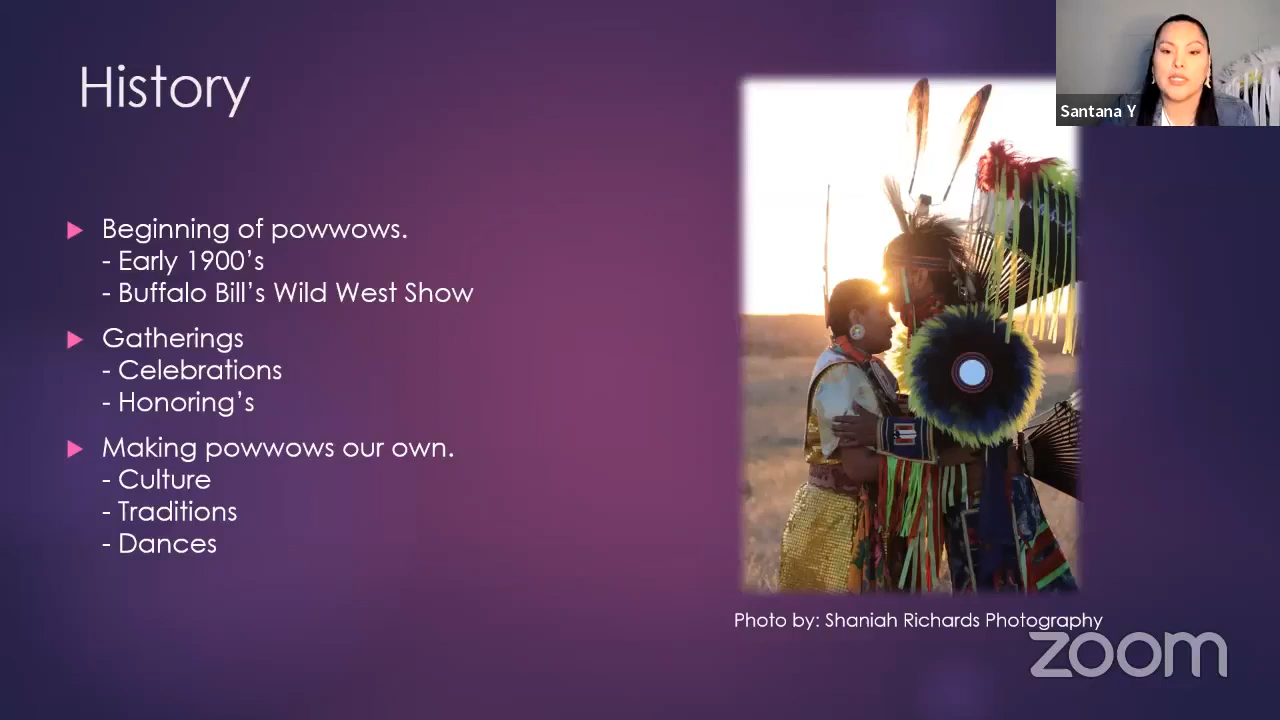 History
Santana Y
Beginning of powwows.
- Early 1900's
- Buffalo Bill's Wild West Show
Gatherings
- Celebrations
- Honoring's
Making powwows our own.
- Culture
- Traditions
- Dances
Photo by: Shaniah Richards Photography
zoom